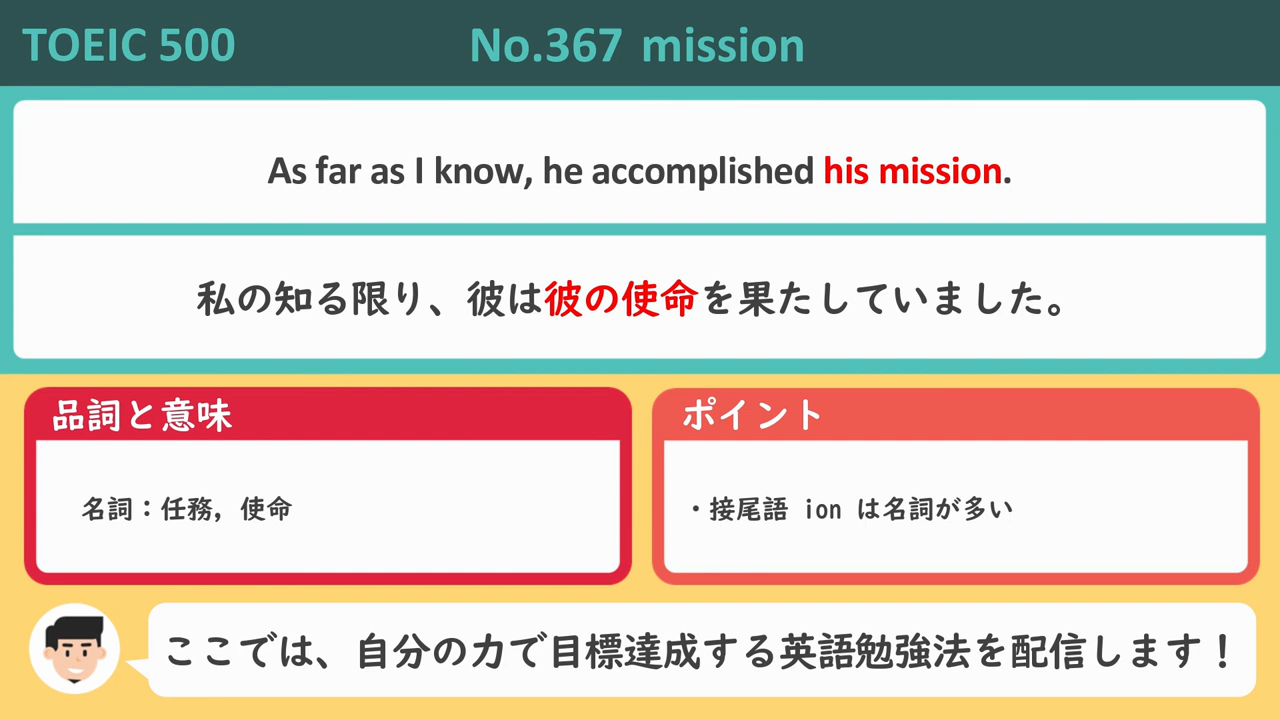 TOEIC 500
No.367 mission
As far as I know, he accomplished his mission.
私の知る限り、彼は彼の使命を果たしていました。
品詞と意味
名詞：任務，使命
ポイント
・接尾語 ion は名詞が多い
ここでは、自分の力で目標達成する英語勉強法を配信します！